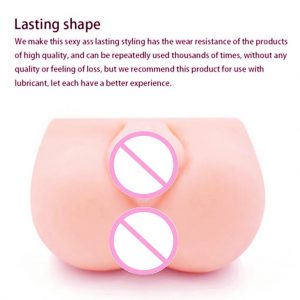 Lasting shape
We make this sexy ass lasting styling has the wear resistance of the products
of high quality, and can be repeatedly used thousands of times, without any
quality or feeling of loss, but we recommend this product for use with
lubricant, let each have a better experience.